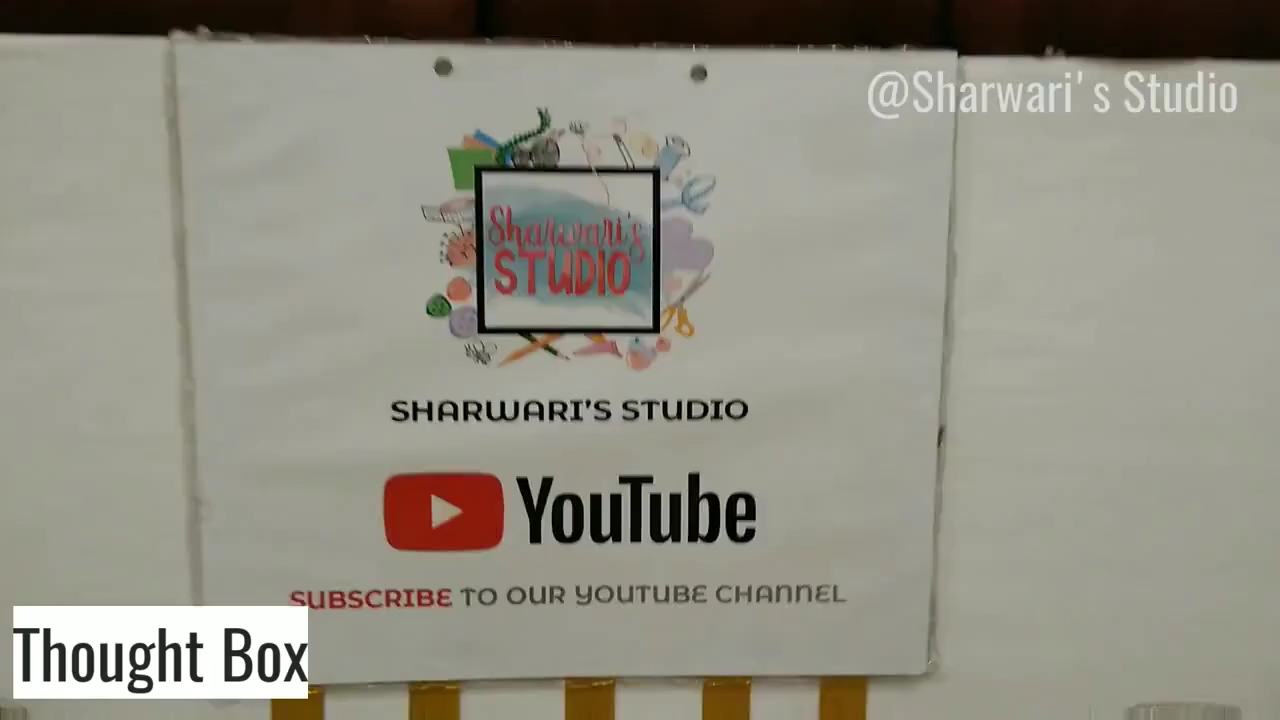 @Sharwari's Studio
Sharwari's
STUDIO
SHARWARI'S STUDIO
YouTube
SUBSCRIBE TO OUR YOUTUBE CHANNEL
Thought Box